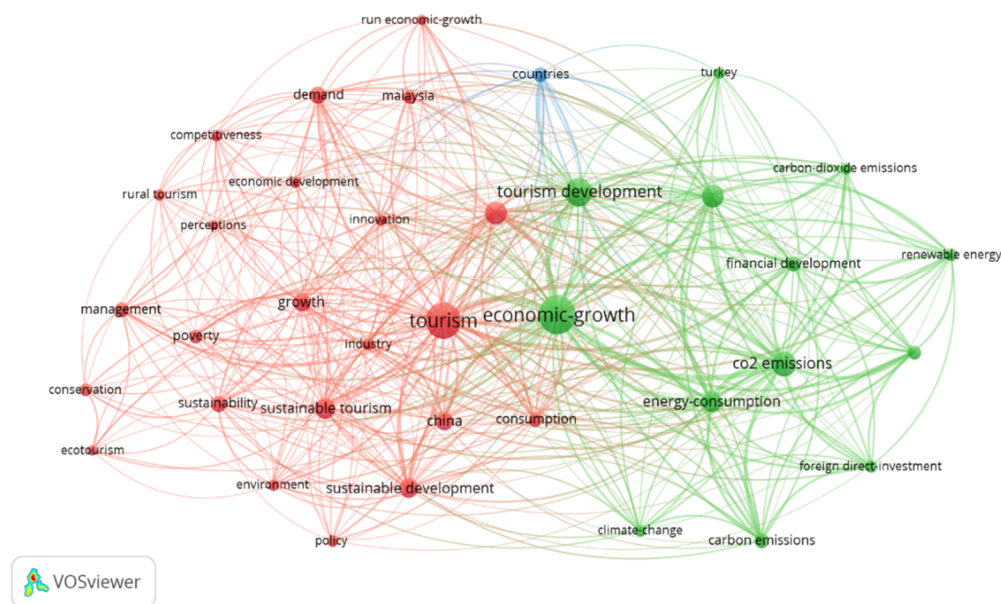 run economic-growth
countries
turkey
demand
malaysia
competitiveness
carbon-dioxide emissions
economic development
rural tourism
tourism development
perceptions
innovation
renewable energy
financial development
management
growth
tourism
economic-growth
poverty
industry
co2 emissions
conservation
sustainability
sustainable tourism
energy-consumption
china
consumption
ecotourism
foreign direct-investment
environment
sustainable development
climate-change
policy
carbon emissions
VOSviewer